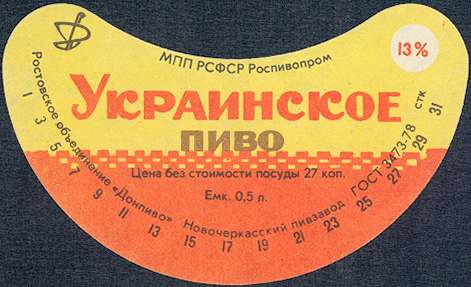 МПП РСФСР Роспивопром
13%
УКРАИНСКОЕ
ПИВО
Цена без стоимости посуды 27 коп.
Емк. 0,5 л.
Ростовское объединение «Донпиво» Новочеркасский пивзавод ГОСТ 3473-78 стк
1 3 5 7 9 11 13 15 17 19 21 23 25 27 29 31